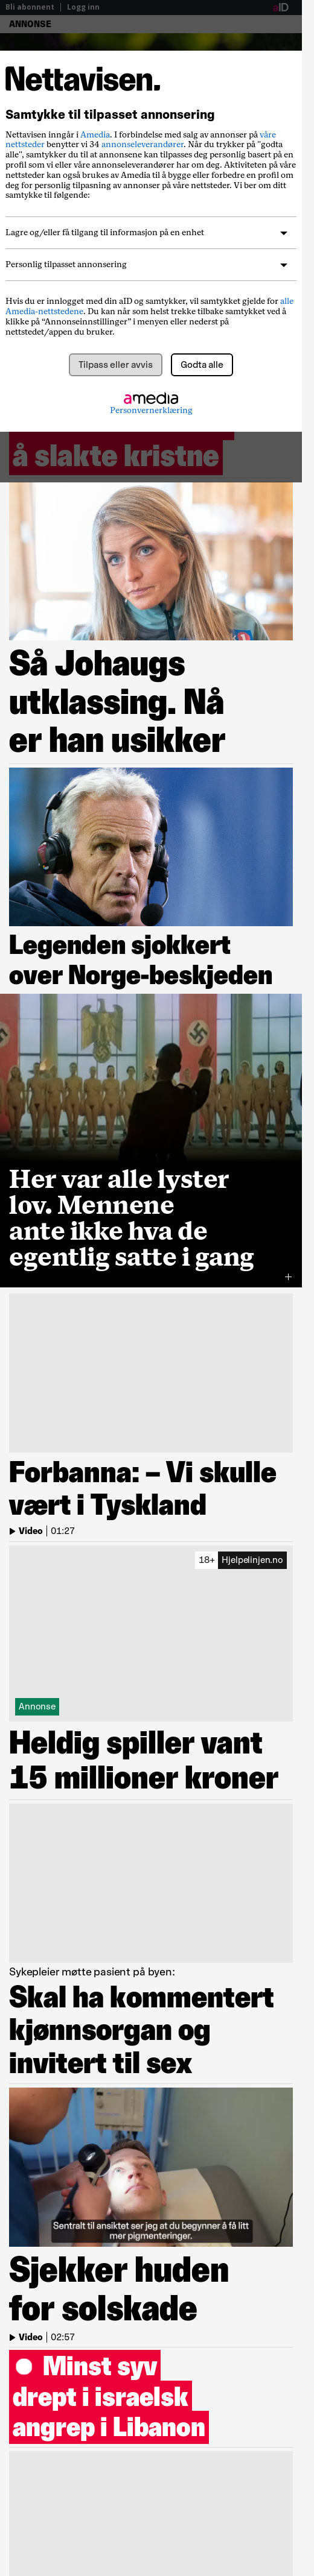 Bli abonnent | Logg inn
aID
ANNONSE
Nettavisen.
Samtykke til tilpasset annonsering
Nettavisen inngår i Amedia. I forbindelse med salg av annonser på våre
nettsteder benytter vi 34 annonseleverandører. Når du trykker på "godta
alle", samtykker du til at annonsene kan tilpasses deg personlig basert på en
profil som vi eller våre annonseleverandører har om deg. Aktiviteten på våre
nettsteder kan også brukes av Amedia til å bygge eller forbedre en profil om
deg for personlig tilpasning av annonser på våre nettsteder. Vi ber om ditt
samtykke til følgende:
Lagre og/eller få tilgang til informasjon på en enhet
Personlig tilpasset annonsering
Hvis du er innlogget med din aID og samtykker, vil samtykket gjelde for alle
Amedia-nettstedene. Du kan når som helst trekke tilbake samtykket ved å
klikke på “Annonseinnstillinger” i menyen eller nederst på
nettstedet/appen du bruker.
Tilpass eller avvis
Godta alle
amedia
Personvernerklæring
å slakte kristne
Så Johaugs
utklassing. Nå
er han usikker
Legenden sjokkert
over Norge-beskjeden
Her var alle lyster
lov. Mennene
ante ikke hva de
egentlig satte i gang
Forbanna: – Vi skulle
vært i Tyskland
Video | 01:27
18+ Hjelpelinjen.no
Annonse
Heldig spiller vant
15 millioner kroner
Sykepleier møtte pasient på byen:
Skal ha kommentert
kjønnsorgan og
invitert til sex
Sentralt til ansiktet ser jeg at du begynner å få litt
mer pigmenteringer.
Sjekker huden
for solskade
Video | 02:57
Minst syv
drept i israelsk
angrep i Libanon